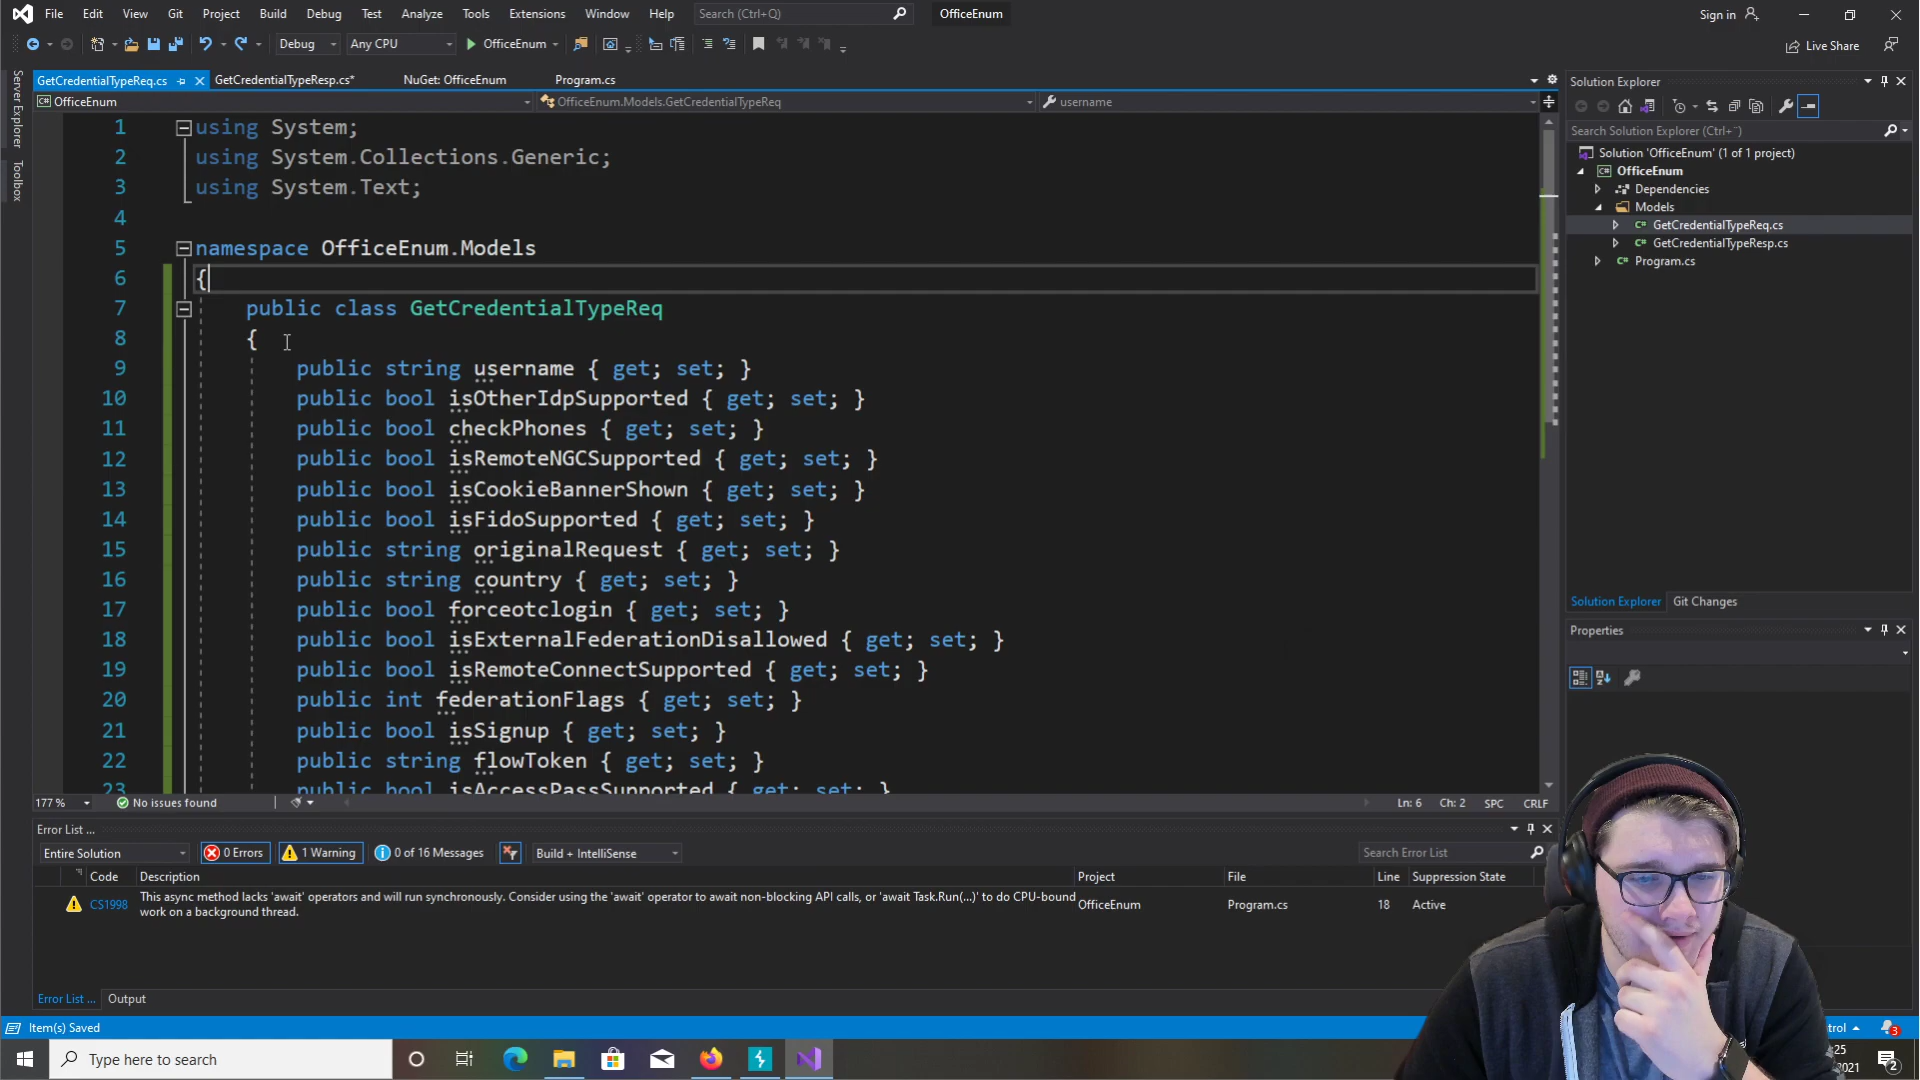 File Edit View Git Project Build Debug Test Analyze Tools Extensions Window Help Search (Ctrl+Q) OfficeEnum Sign in
Debug Any CPU OfficeEnum Live Share
Server Explorer
Toolbox
GetCredentialTypeReq.cs GetCredentialTypeResp.cs* NuGet: OfficeEnum Program.cs
OfficeEnum OfficeEnum.Models.GetCredentialTypeReq username
1 using System;
2 using System.Collections.Generic;
3 using System.Text;
4
5 namespace OfficeEnum.Models
6 {
7 public class GetCredentialTypeReq
8 {
9 public string username { get; set; }
10 public bool isOtherIdpSupported { get; set; }
11 public bool checkPhones { get; set; }
12 public bool isRemoteNGCSupported { get; set; }
13 public bool isCookieBannerShown { get; set; }
14 public bool isFidoSupported { get; set; }
15 public string originalRequest { get; set; }
16 public string country { get; set; }
17 public bool forceotclogin { get; set; }
18 public bool isExternalFederationDisallowed { get; set; }
19 public bool isRemoteConnectSupported { get; set; }
20 public int federationFlags { get; set; }
21 public bool isSignup { get; set; }
22 public string flowToken { get; set; }
23 public bool isAccessPassSupported { get; set; }
177 % No issues found Ln: 6 Ch: 2 SPC CRLF
Solution Explorer
Search Solution Explorer (Ctrl+¨)
Solution 'OfficeEnum' (1 of 1 project)
OfficeEnum
Dependencies
Models
GetCredentialTypeReq.cs
GetCredentialTypeResp.cs
Program.cs
Solution Explorer Git Changes
Properties
Error List ...
Entire Solution 0 Errors 1 Warning 0 of 16 Messages Build + IntelliSense Search Error List
Code Description Project File Line Suppression State
CS1998 This async method lacks 'await' operators and will run synchronously. Consider using the 'await' operator to await non-blocking API calls, or 'await Task.Run(...)' to do CPU-bound
work on a background thread. OfficeEnum Program.cs 18 Active
Error List ... Output
Item(s) Saved trol 3
Type here to search
25
2021
2